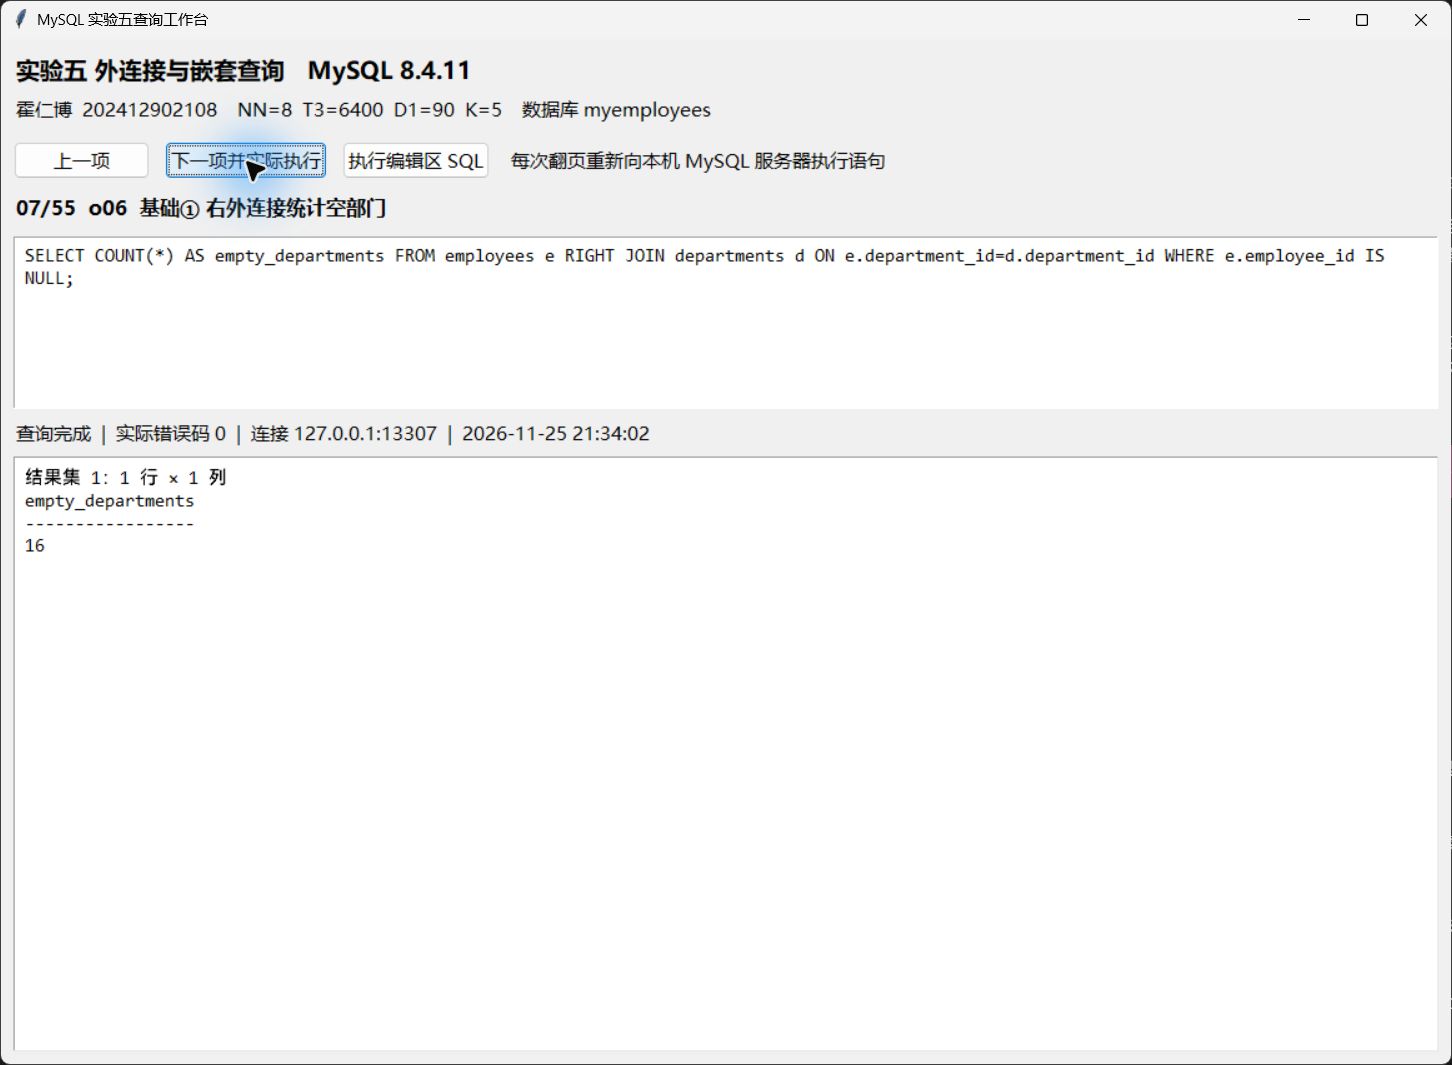 MySQL 实验五查询工作台
实验五 外连接与嵌套查询 MySQL 8.4.11
霍仁博 202412902108 NN=8 T3=6400 D1=90 K=5 数据库 myemployees
上一项 下一项并实际执行 执行编辑区 SQL 每次翻页重新向本机 MySQL 服务器执行语句
07/55 o06 基础① 右外连接统计空部门
SELECT COUNT(*) AS empty_departments FROM employees e RIGHT JOIN departments d ON e.department_id=d.department_id WHERE e.employee_id IS
NULL;
查询完成 | 实际错误码 0 | 连接 127.0.0.1:13307 | 2026-11-25 21:34:02
结果集 1: 1 行 × 1 列
empty_departments
-----------------
16